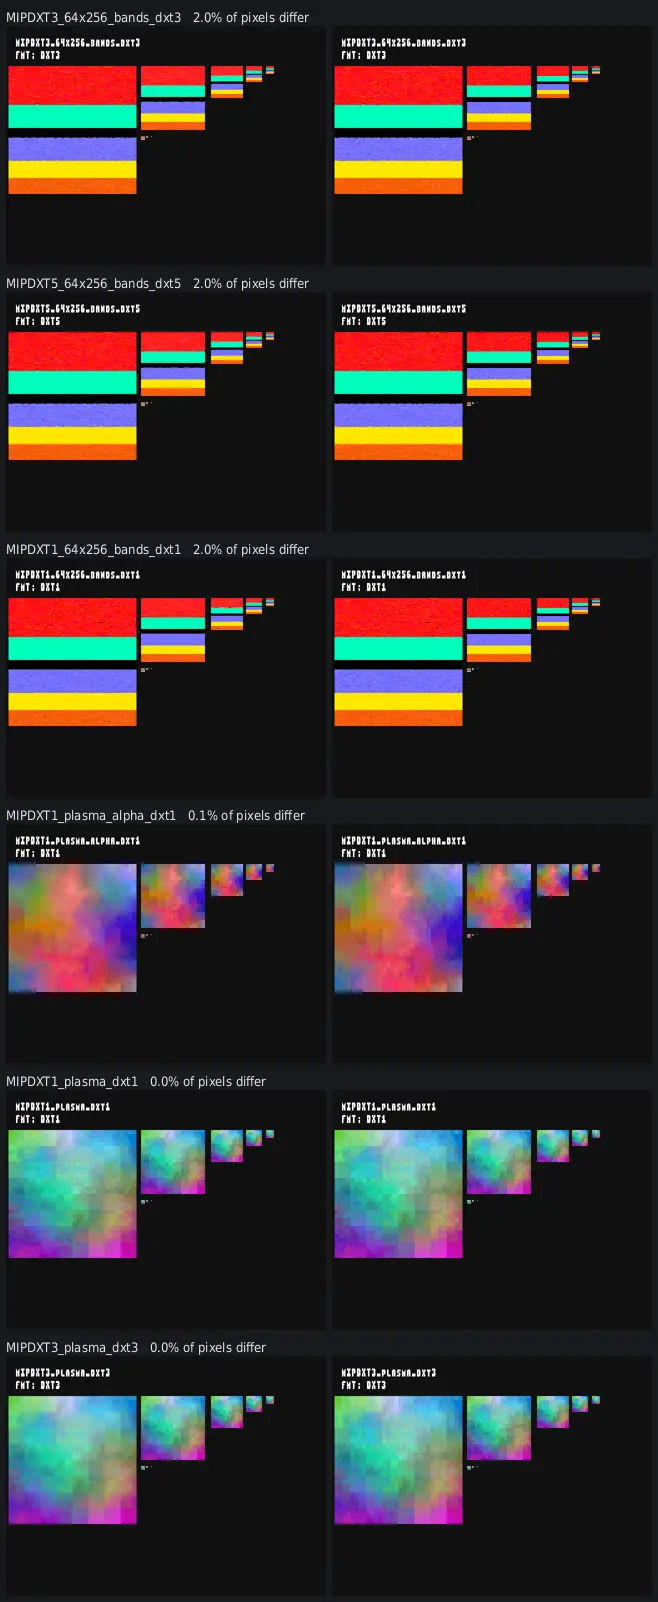 MIPDXT3_64x256_bands_dxt3   2.0% of pixels differ
MIPDXT3_64x256_BANDS_DXT3
FMT: DXT3
MIPDXT3_64x256_BANDS_DXT3
FMT: DXT3
MIPDXT5_64x256_bands_dxt5   2.0% of pixels differ
MIPDXT5_64x256_BANDS_DXT5
FMT: DXT5
MIPDXT5_64x256_BANDS_DXT5
FMT: DXT5
MIPDXT1_64x256_bands_dxt1   2.0% of pixels differ
MIPDXT1_64x256_BANDS_DXT1
FMT: DXT1
MIPDXT1_64x256_BANDS_DXT1
FMT: DXT1
MIPDXT1_plasma_alpha_dxt1   0.1% of pixels differ
MIPDXT1_PLASMA_ALPHA_DXT1
FMT: DXT1
MIPDXT1_PLASMA_ALPHA_DXT1
FMT: DXT1
MIPDXT1_plasma_dxt1   0.0% of pixels differ
MIPDXT1_PLASMA_DXT1
FMT: DXT1
MIPDXT1_PLASMA_DXT1
FMT: DXT1
MIPDXT3_plasma_dxt3   0.0% of pixels differ
MIPDXT3_PLASMA_DXT3
FMT: DXT3
MIPDXT3_PLASMA_DXT3
FMT: DXT3